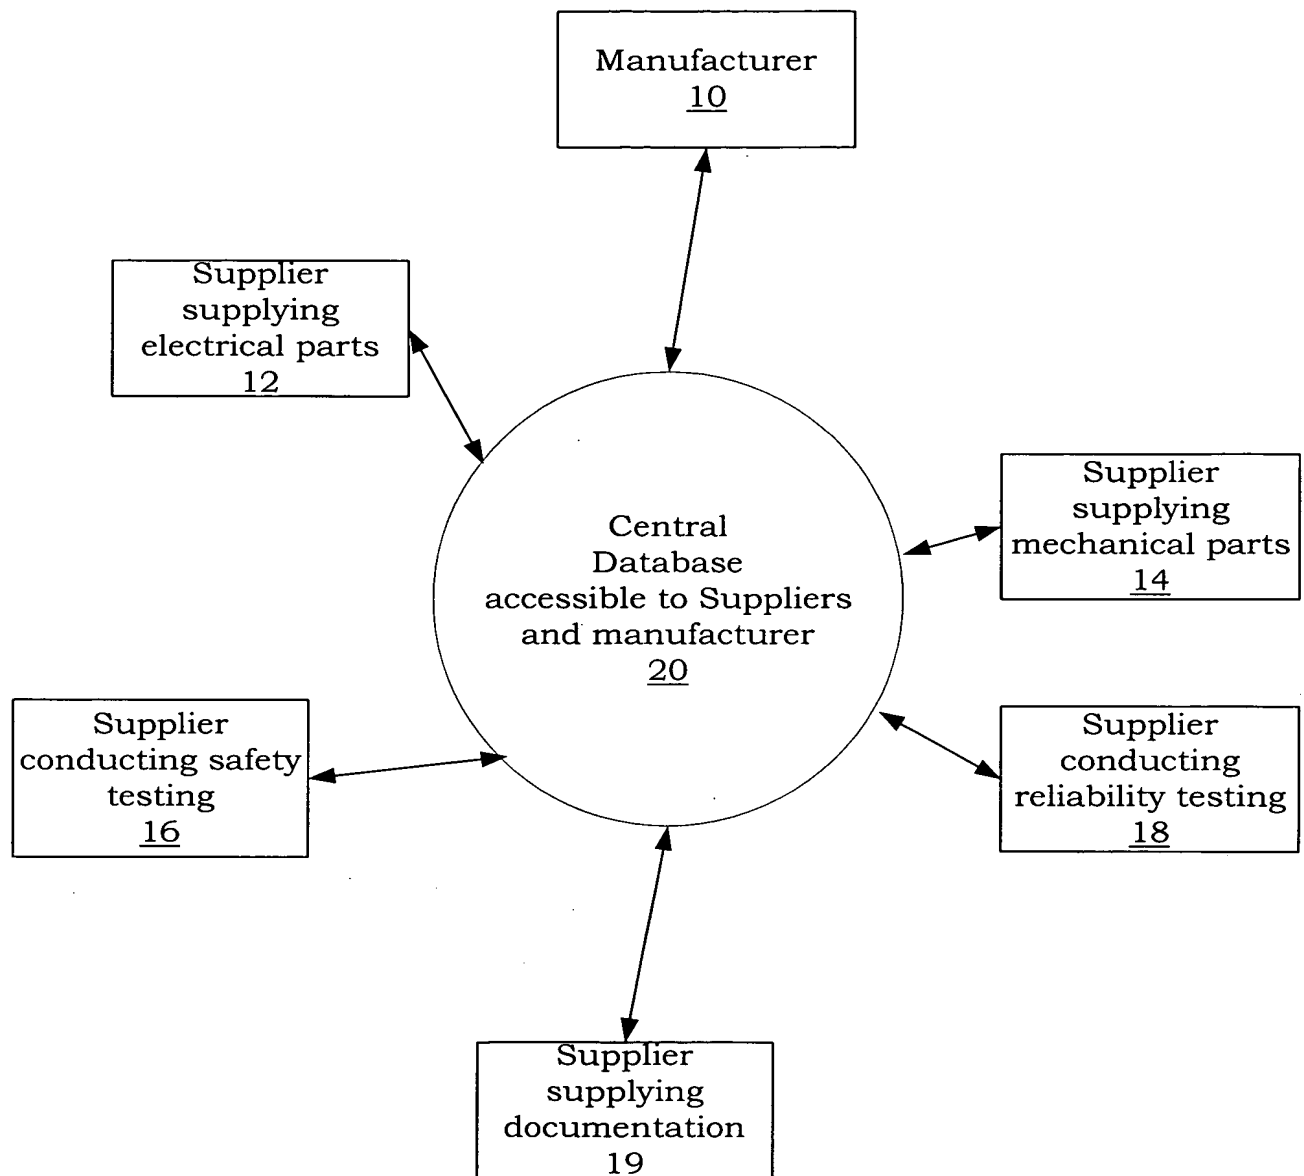 Manufacturer
10
Supplier
supplying
electrical parts
12
Supplier
supplying
mechanical parts
14
Central
Database
accessible to Suppliers
and manufacturer
20
Supplier
conducting safety
testing
16
Supplier
conducting
reliability testing
18
Supplier
supplying
documentation
19